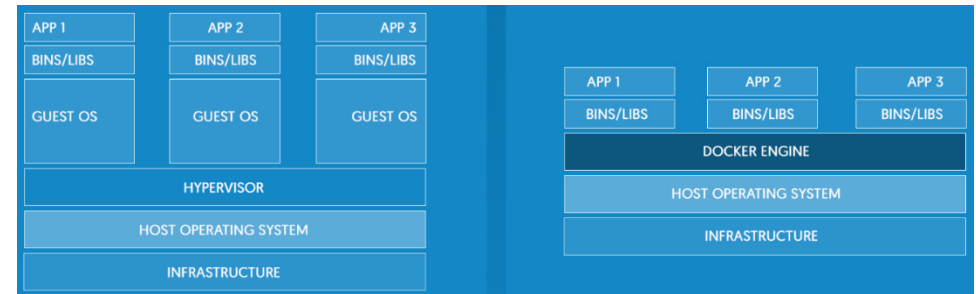 APP 1 APP 2 APP 3
BINS/LIBS BINS/LIBS BINS/LIBS
GUEST OS GUEST OS GUEST OS
HYPERVISOR
HOST OPERATING SYSTEM
INFRASTRUCTURE
APP 1 APP 2 APP 3
BINS/LIBS BINS/LIBS BINS/LIBS
DOCKER ENGINE
HOST OPERATING SYSTEM
INFRASTRUCTURE